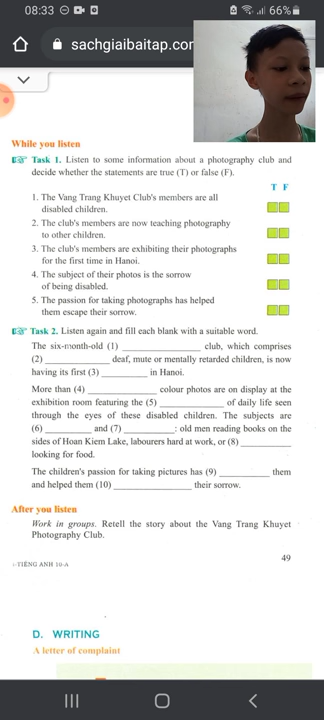 08:33
66%
sachgiaibaitap.cor
While you listen
Task 1. Listen to some information about a photography club and
decide whether the statements are true (T) or false (F).
T F
1. The Vang Trang Khuyet Club's members are all
disabled children.
2. The club's members are now teaching photography
to other children.
3. The club's members are exhibiting their photographs
for the first time in Hanoi.
4. The subject of their photos is the sorrow
of being disabled.
5. The passion for taking photographs has helped
them escape their sorrow.
Task 2. Listen again and fill each blank with a suitable word.
The six-month-old (1) ______________ club, which comprises
(2) ____________ deaf, mute or mentally retarded children, is now
having its first (3) ________ in Hanoi.
More than (4) ____________ colour photos are on display at the
exhibition room featuring the (5) ___________ of daily life seen
through the eyes of these disabled children. The subjects are
(6) ________ and (7) _________: old men reading books on the
sides of Hoan Kiem Lake, labourers hard at work, or (8) _________
looking for food.
The children's passion for taking pictures has (9) _________ them
and helped them (10) ______________ their sorrow.
After you listen
Work in groups. Retell the story about the Vang Trang Khuyet
Photography Club.
49
TIẾNG ANH 10-A
D. WRITING
A letter of complaint